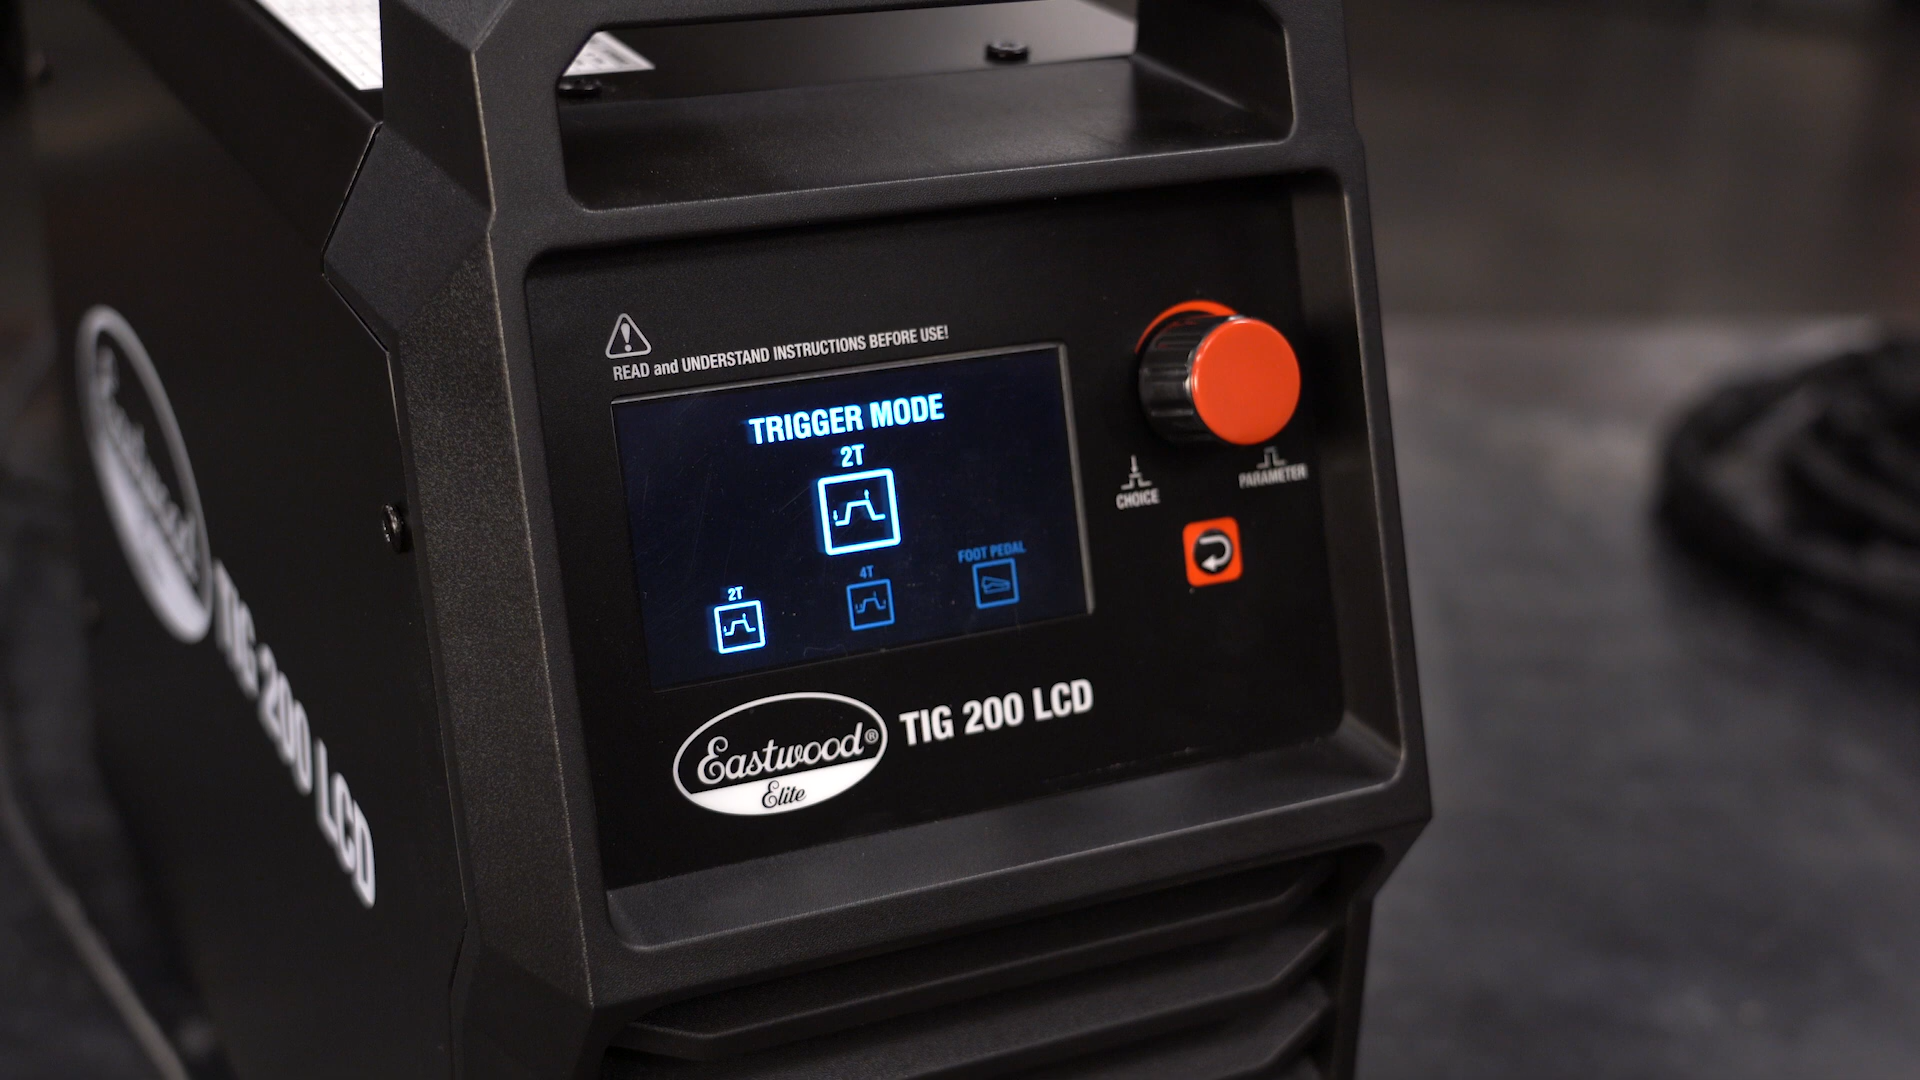 READ and UNDERSTAND INSTRUCTIONS BEFORE USE!
TRIGGER MODE
2T
2T
4T
FOOT PEDAL
CHOICE
PARAMETER
Eastwood®
Elite
TIG 200 LCD
Eastwood
TIG 200 LCD